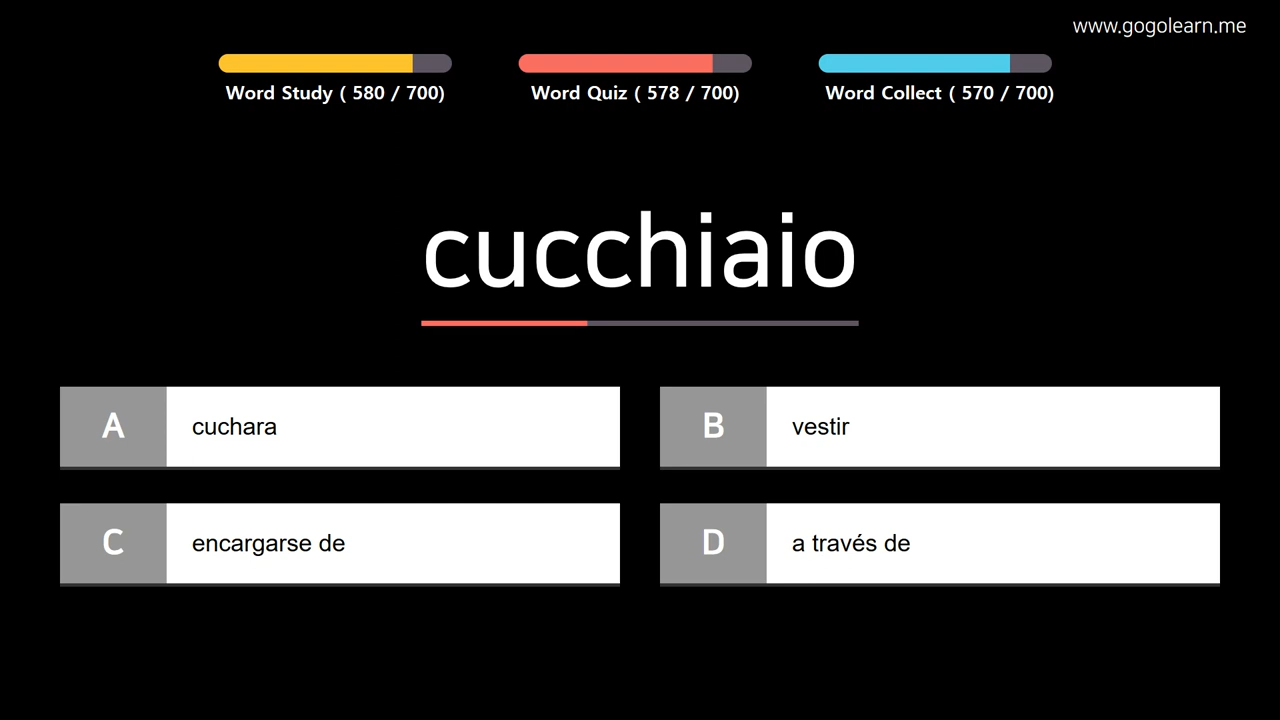 www.gogolearn.me
Word Study ( 580 / 700)
Word Quiz ( 578 / 700)
Word Collect ( 570 / 700)
cucchiaio
A cuchara
B vestir
C encargarse de
D a través de